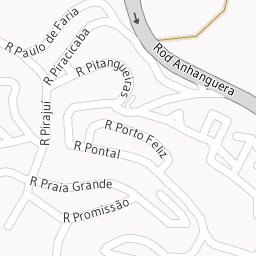 R Paulo de Faria
R Piracicaba
R Pitangueiras
Rod Anhanguera
R Pirajuí
R Porto Feliz
R Pontal
R Praia Grande
R Promissão